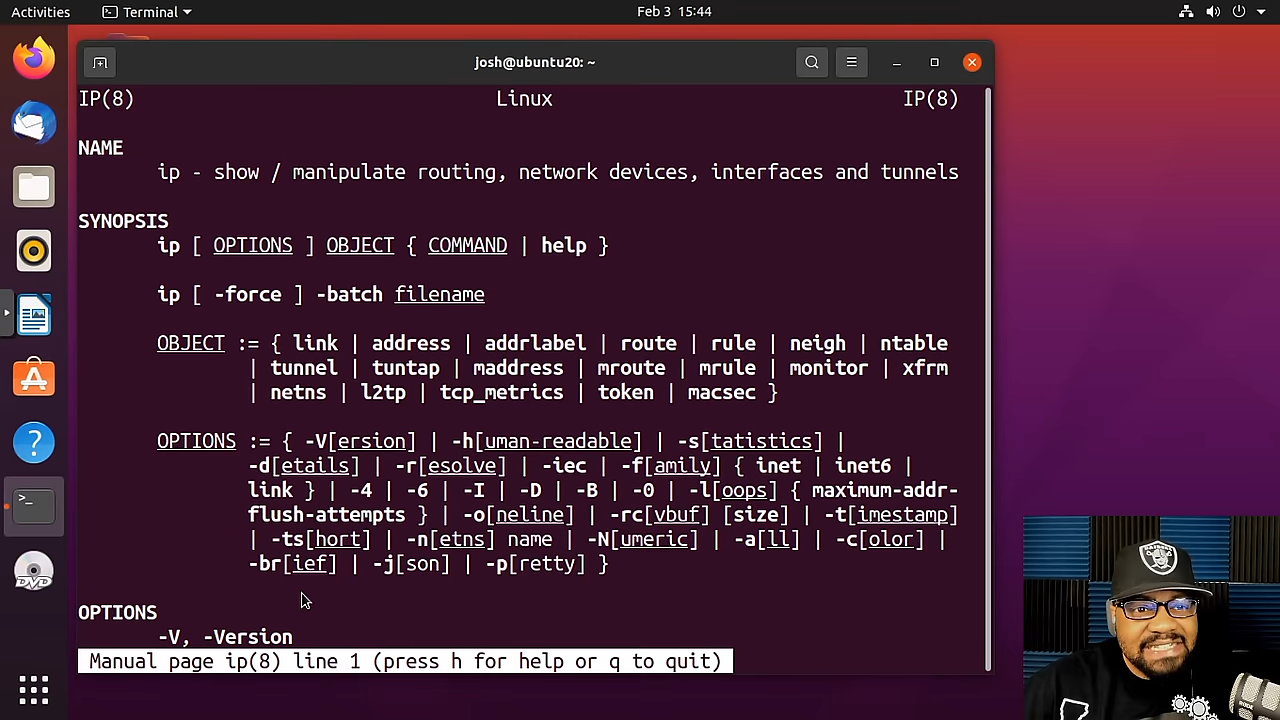 Activities
Terminal
Feb 3 15:44
josh@ubuntu20: ~
IP(8) Linux IP(8)
NAME
ip - show / manipulate routing, network devices, interfaces and tunnels
SYNOPSIS
ip [ OPTIONS ] OBJECT { COMMAND | help }
ip [ -force ] -batch filename
OBJECT := { link | address | addrlabel | route | rule | neigh | ntable
| tunnel | tuntap | maddress | mroute | mrule | monitor | xfrm
| netns | l2tp | tcp_metrics | token | macsec }
OPTIONS := { -V[ersion] | -h[uman-readable] | -s[tatistics] |
-d[etails] | -r[esolve] | -iec | -f[amily] { inet | inet6 |
link } | -4 | -6 | -I | -D | -B | -0 | -l[oops] { maximum-addr-
flush-attempts } | -o[neline] | -rc[vbuf] [size] | -t[imestamp]
| -ts[hort] | -n[etns] name | -N[umeric] | -a[ll] | -c[olor] |
-br[ief] | -j[son] | -p[retty] }
OPTIONS
-V, -Version
Manual page ip(8) line 1 (press h for help or q to quit)
DVD